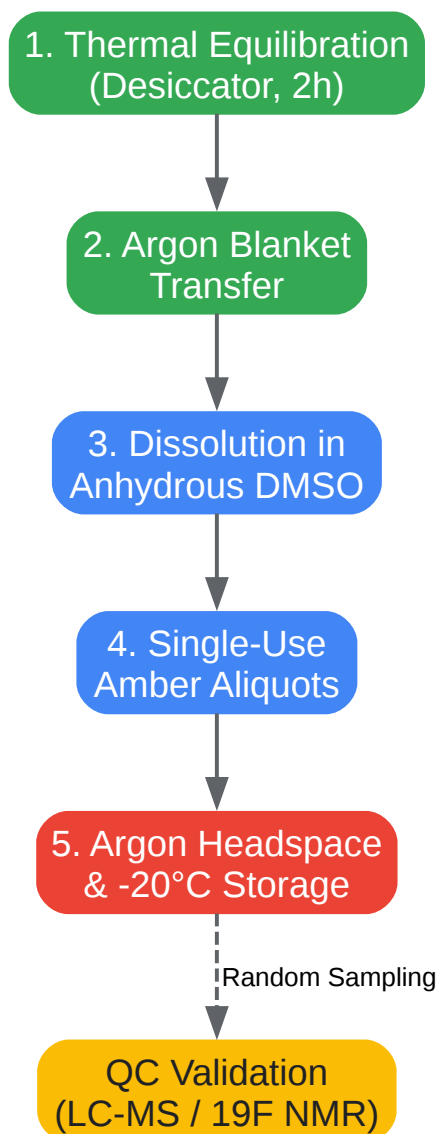 1. Thermal Equilibration
(Desiccator, 2h)
2. Argon Blanket
Transfer
3. Dissolution in
Anhydrous DMSO
4. Single-Use
Amber Aliquots
5. Argon Headspace
& -20°C Storage
Random Sampling
QC Validation
(LC-MS / 19F NMR)